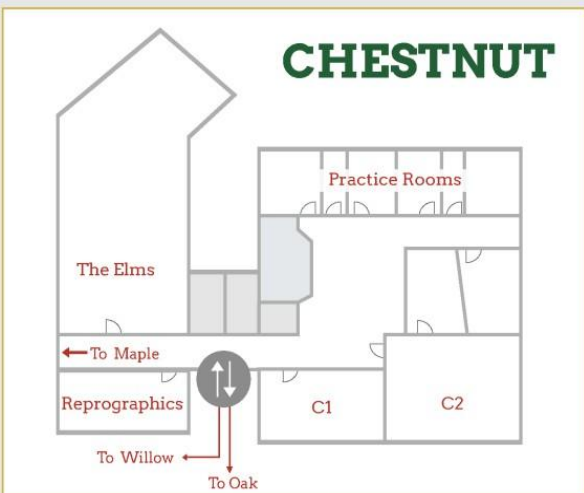 CHESTNUT
Practice Rooms
The Elms
To Maple
Reprographics
C1
C2
To Willow
To Oak